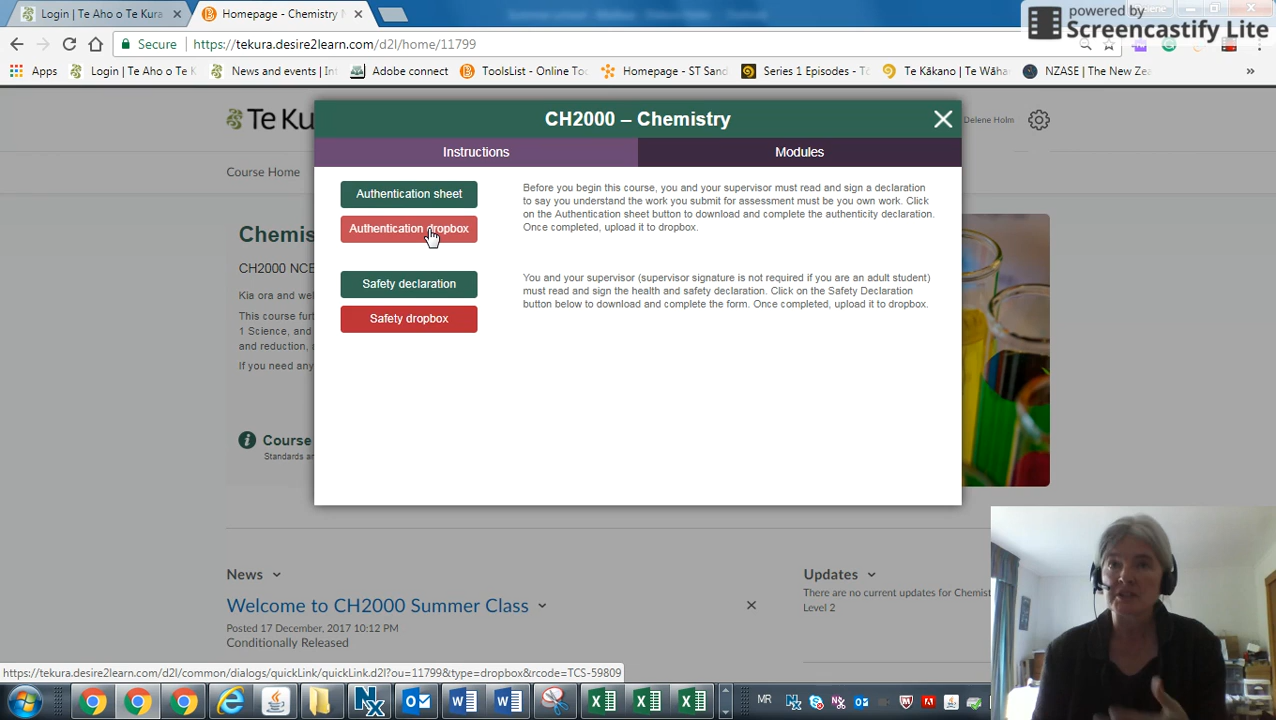 Login | Te Aho o Te Kura
Homepage - Chemistry
powered by
Screencastify Lite
Secure
https://tekura.desire2learn.com/d2l/home/11799
Apps
Login | Te Aho o Te K
News and events | Int
Adobe connect
ToolsList - Online Too
Homepage - ST Sand
Series 1 Episodes - Tō
Te Kākano | Te Wāha
NZASE | The New Zea
»
Te Ku
CH2000 – Chemistry
Delene Holm
Instructions
Modules
Course Home
Authentication sheet
Before you begin this course, you and your supervisor must read and sign a declaration
to say you understand the work you submit for assessment must be you own work. Click
on the Authentication sheet button to download and complete the authenticity declaration.
Once completed, upload it to dropbox.
Authentication dropbox
Chemis
CH2000 NCE
Kia ora and wel
This course furt
1 Science, and
and reduction, r
If you need any
Safety declaration
You and your supervisor (supervisor signature is not required if you are an adult student)
must read and sign the health and safety declaration. Click on the Safety Declaration
button below to download and complete the form. Once completed, upload it to dropbox.
Safety dropbox
Course
Standards an
News
Welcome to CH2000 Summer Class
Posted 17 December, 2017 10:12 PM
Conditionally Released
Updates
There are no current updates for Chemist
Level 2
https://tekura.desire2learn.com/d2l/common/dialogs/quickLink/quickLink.d2l?ou=11799&type=dropbox&rcode=TCS-59809
MR